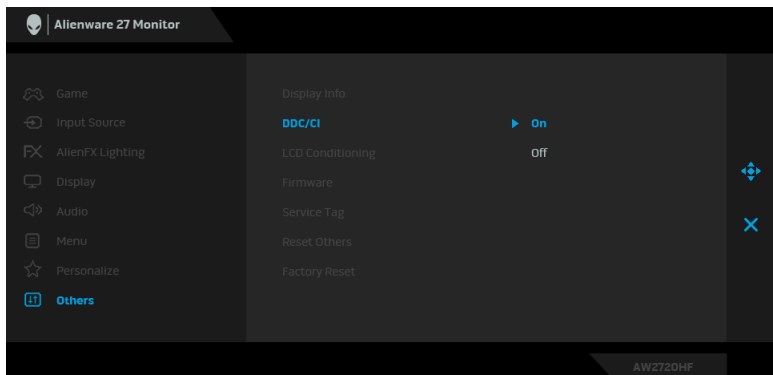 Alienware 27 Monitor
Game
Display Info
Input Source
DDC/CI
On
AlienFX Lighting
LCD Conditioning
Off
Display
Firmware
Audio
Service Tag
Menu
Reset Others
Personalize
Factory Reset
Others
AW2720HF